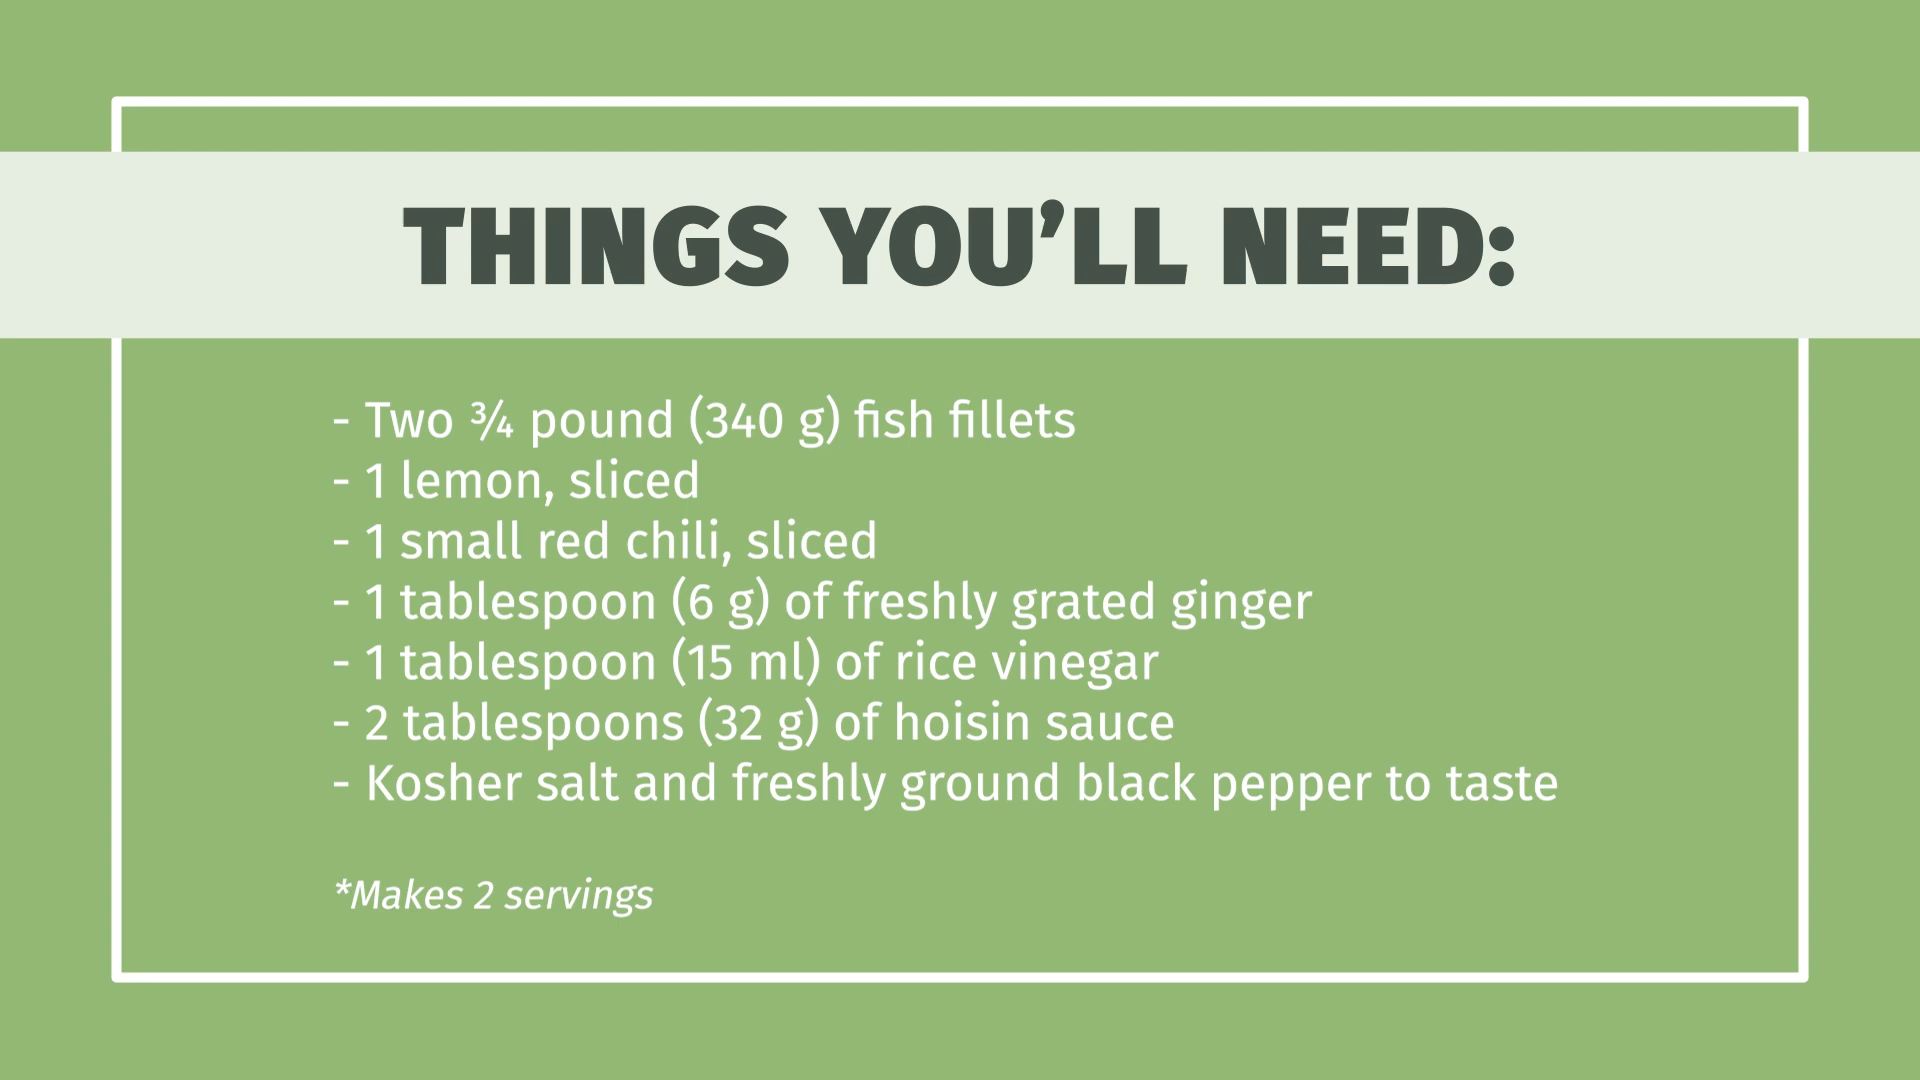 THINGS YOU’LL NEED:
- Two ¾ pound (340 g) fish fillets
- 1 lemon, sliced
- 1 small red chili, sliced
- 1 tablespoon (6 g) of freshly grated ginger
- 1 tablespoon (15 ml) of rice vinegar
- 2 tablespoons (32 g) of hoisin sauce
- Kosher salt and freshly ground black pepper to taste
*Makes 2 servings